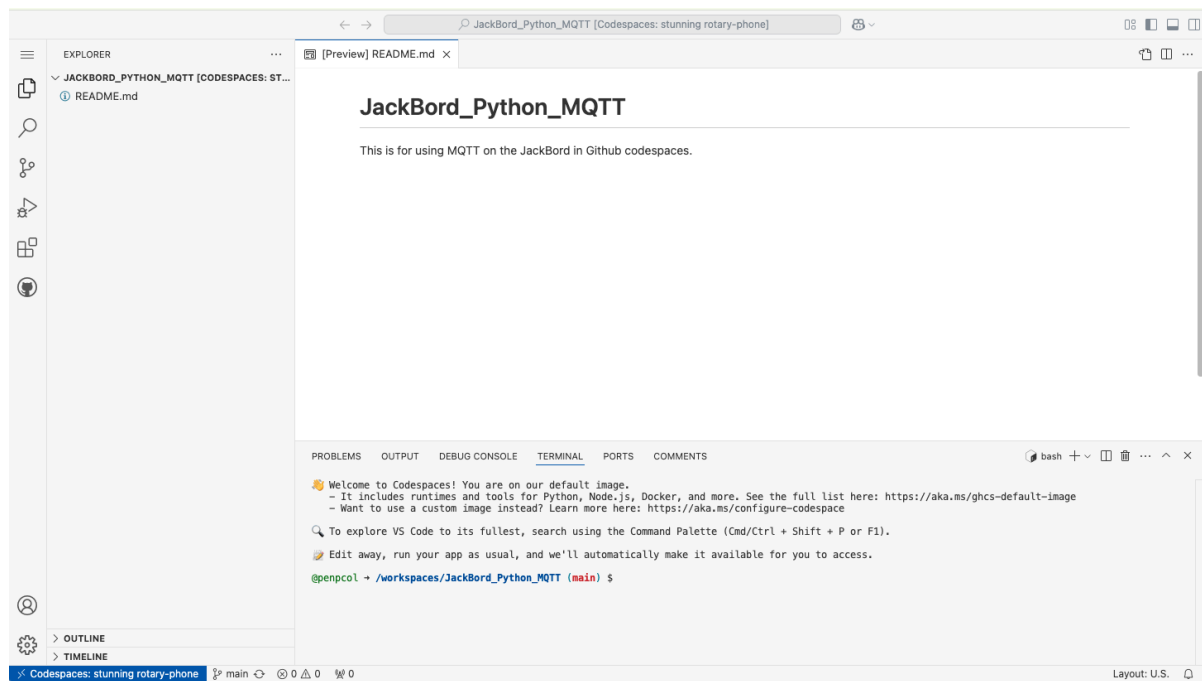 JackBord_Python_MQTT [Codespaces: stunning rotary-phone]
EXPLORER
JACKBORD_PYTHON_MQTT [CODESPACES: ST...
README.md
[Preview] README.md
JackBord_Python_MQTT
This is for using MQTT on the JackBord in Github codespaces.
PROBLEMS OUTPUT DEBUG CONSOLE TERMINAL PORTS COMMENTS
bash
👋 Welcome to Codespaces! You are on our default image.
- It includes runtimes and tools for Python, Node.js, Docker, and more. See the full list here: https://aka.ms/ghcs-default-image
- Want to use a custom image instead? Learn more here: https://aka.ms/configure-codespace
🔍 To explore VS Code to its fullest, search using the Command Palette (Cmd/Ctrl + Shift + P or F1).
📝 Edit away, run your app as usual, and we'll automatically make it available for you to access.
@penpcol → /workspaces/JackBord_Python_MQTT (main) $
OUTLINE
TIMELINE
Codespaces: stunning rotary-phone main 0 0 0 Layout: U.S.